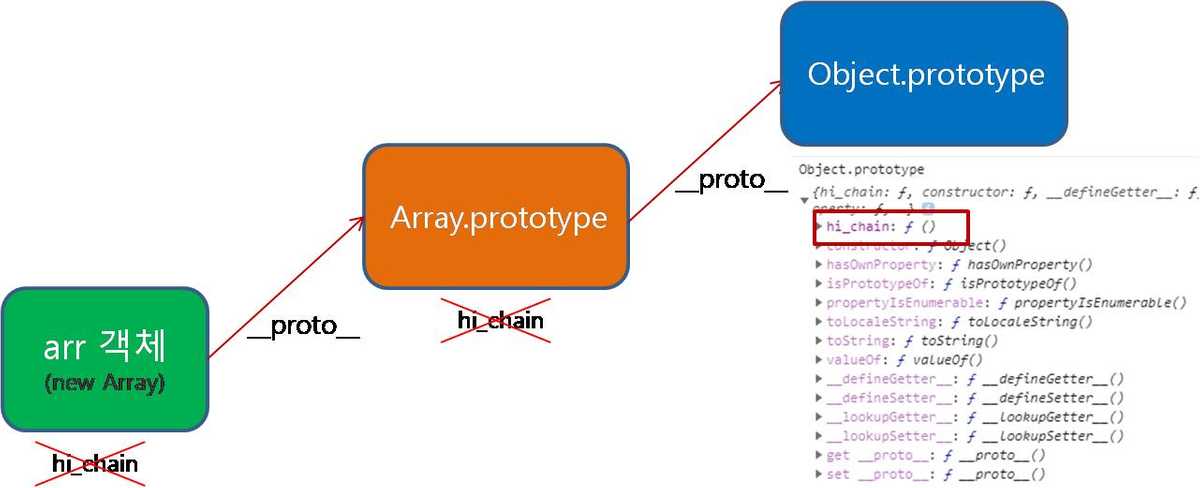 Object.prototype
__proto__
Array.prototype
__proto__
hi_chain
arr 객체
(new Array)
hi_chain
Object.prototype
{hi_chain: ƒ, constructor: ƒ, __defineGetter__: ƒ,
hi_chain: ƒ ()
constructor: ƒ Object()
hasOwnProperty: ƒ hasOwnProperty()
isPrototypeOf: ƒ isPrototypeOf()
propertyIsEnumerable: ƒ propertyIsEnumerable()
toLocaleString: ƒ toLocaleString()
toString: ƒ toString()
valueOf: ƒ valueOf()
__defineGetter__: ƒ __defineGetter__()
__defineSetter__: ƒ __defineSetter__()
__lookupGetter__: ƒ __lookupGetter__()
__lookupSetter__: ƒ __lookupSetter__()
get __proto__: ƒ __proto__()
set __proto__: ƒ __proto__()